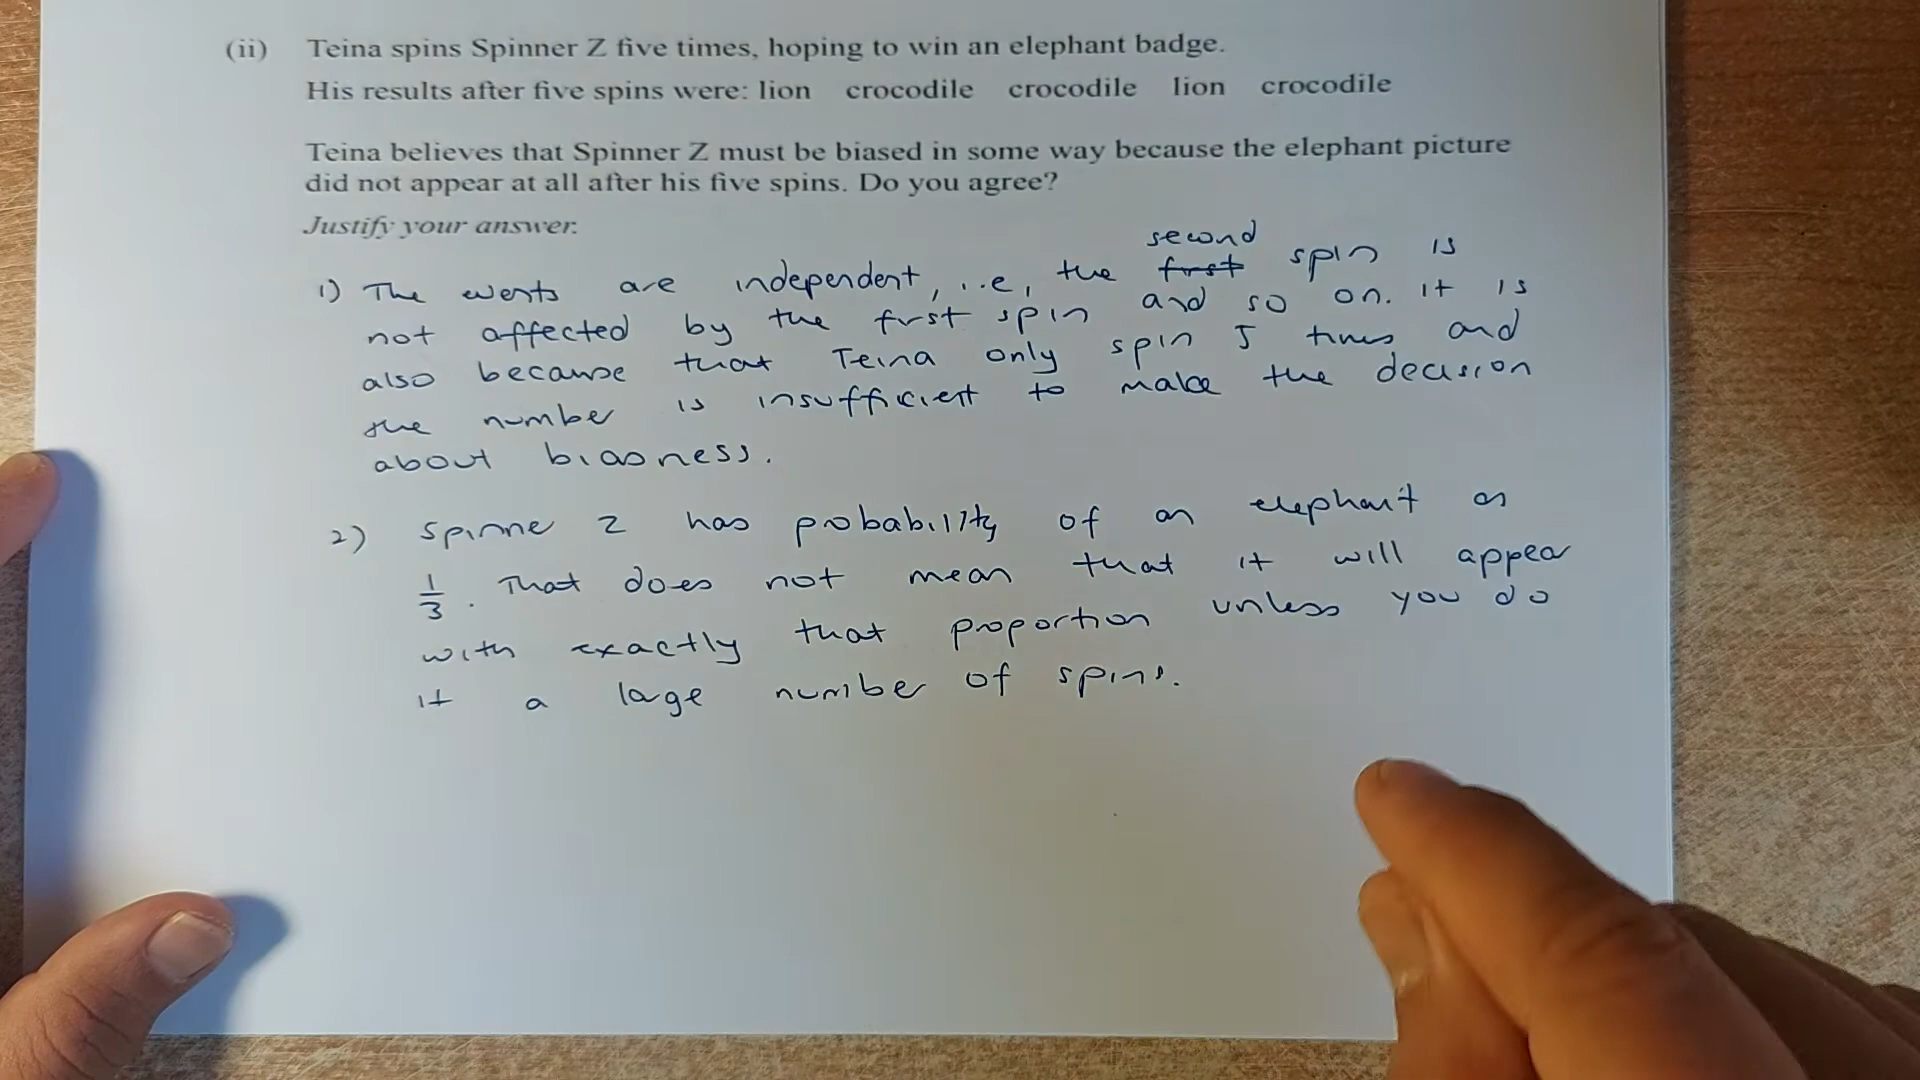 (ii) Teina spins Spinner Z five times, hoping to win an elephant badge.
His results after five spins were: lion crocodile crocodile lion crocodile
Teina believes that Spinner Z must be biased in some way because the elephant picture
did not appear at all after his five spins. Do you agree?
Justify your answer.
1) The events are independent, i.e, the first second spin is
not affected by the first spin and so on. it is
also because that Teina only spin 5 times and
the number is insufficient to make the decision
about biasness.
2) Spinne Z has probability of an elephant as
1/3. That does not mean that it will appear
with exactly that proportion unless you do
it a large number of spins.